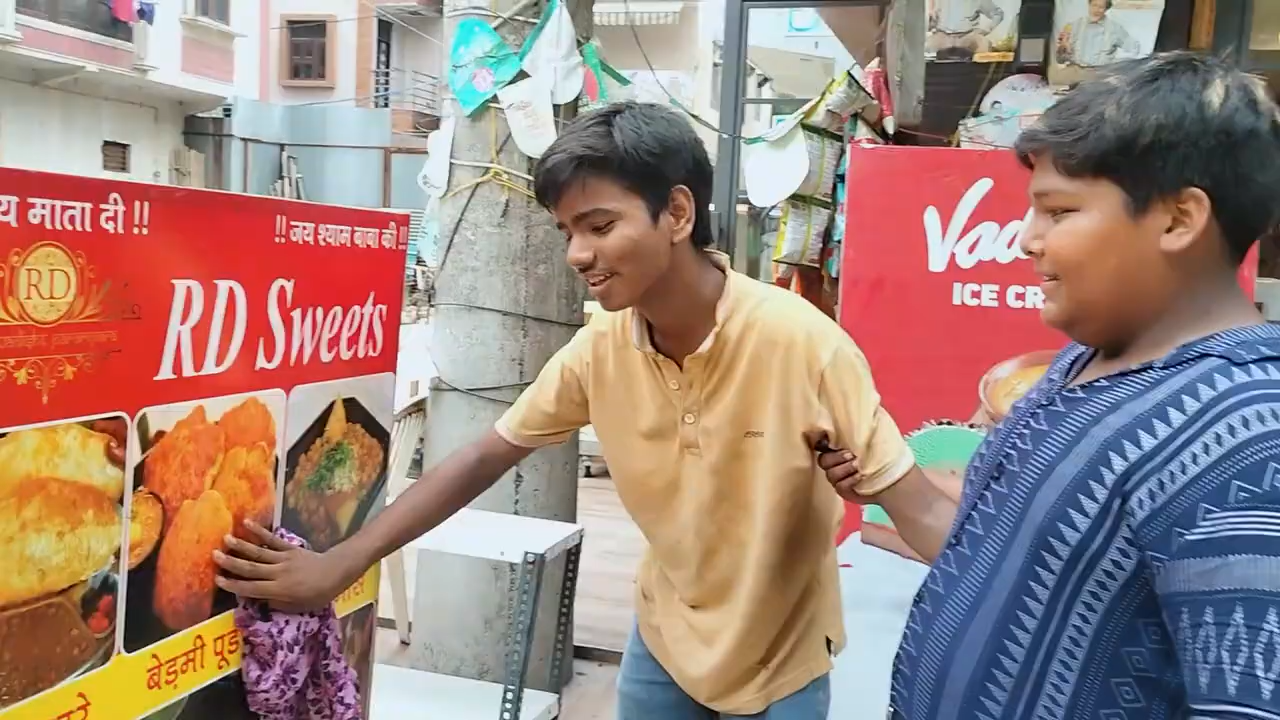 य माता दी !!
!! जय श्याम बाबा की !!
RD
RD Sweets
बेड़मी पूड़
Vad
ICE CR